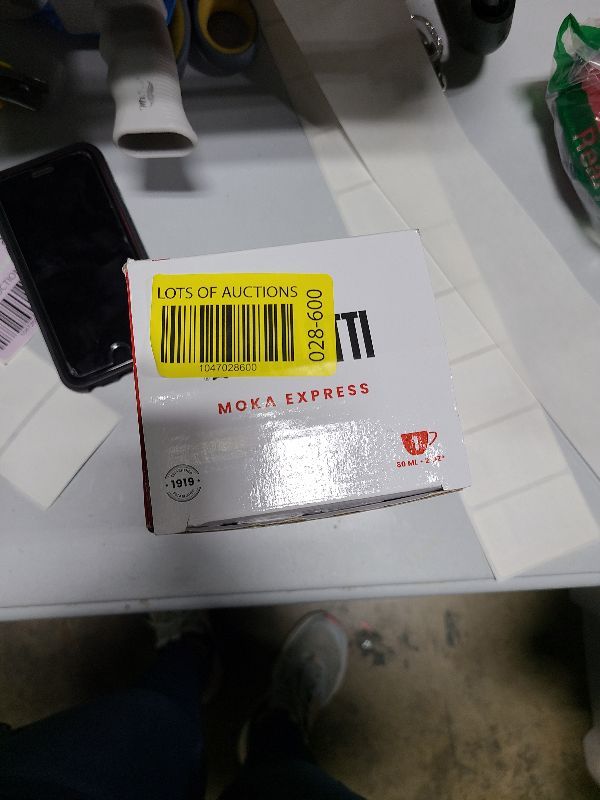 LOTS OF AUCTIONS
1047028600
028-600
TTI
MOKA EXPRESS
1919